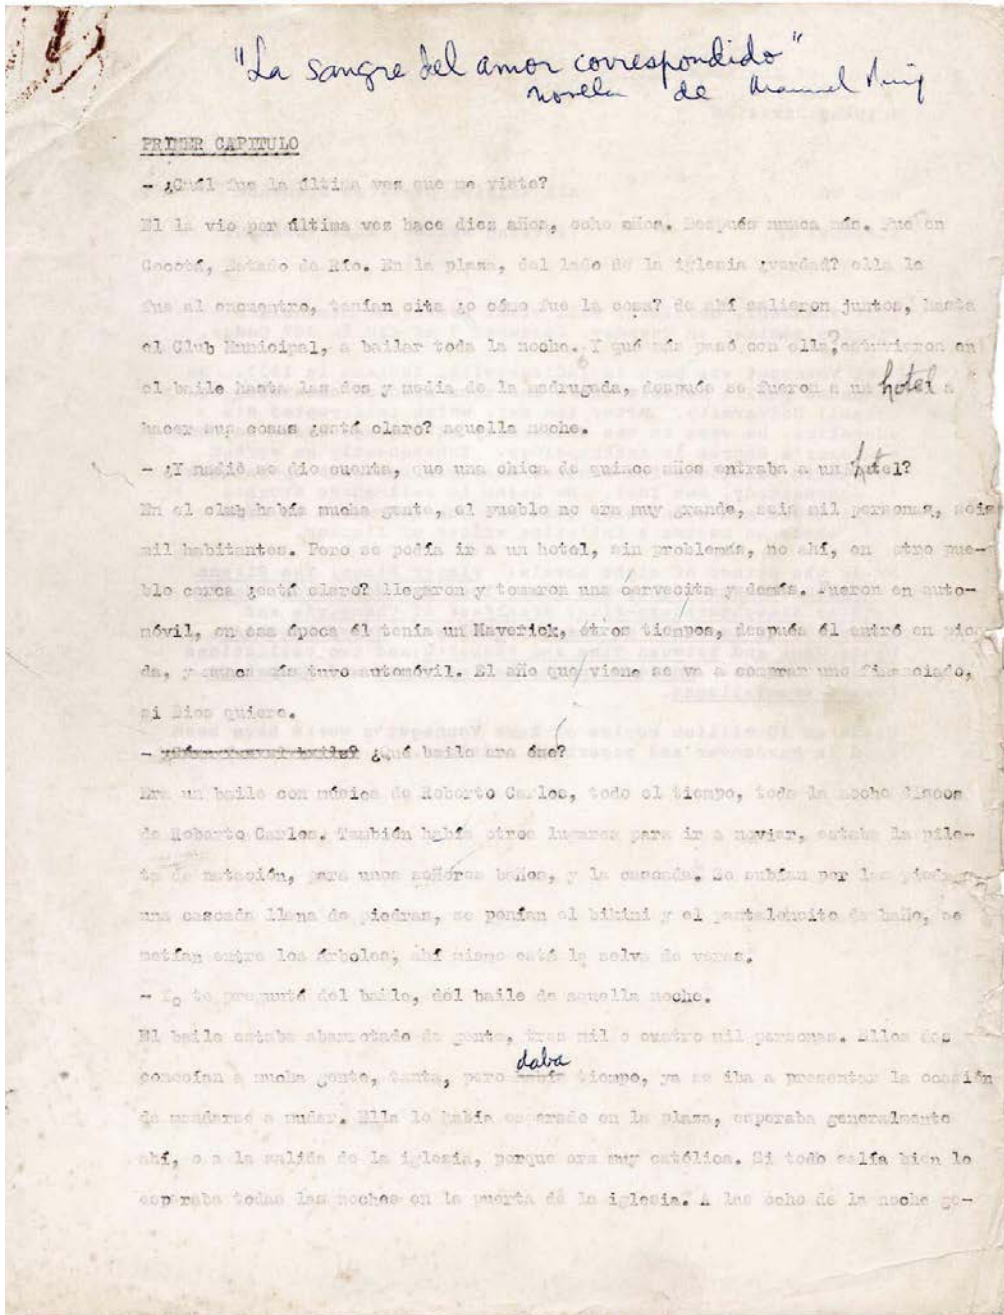 "La sangre del amor correspondido"
novela de Manuel Puig
PRIMER CAPITULO
- ¿Cuál fue la última vez que me viste?
El la vio por última vez hace diez años, ocho años. Después nunca más. Fue en
Cocotá, Estado de Río. En la plaza, del lado de la iglesia ¿verdad? ella le
fue al encuentro, tenían cita ¿o cómo fue la cosa? de ahí salieron juntos, hasta
el Club Municipal, a bailar toda la noche. Y qué más pasó con ella? estuvieron en
el baile hasta las dos y media de la madrugada, después se fueron a un hotel a
hacer sus cosas ¿está claro? aquella noche.
- ¿Y nadie se dio cuenta, que una chica de quince años entraba a un hotel?
En el club había mucha gente, el pueblo no era muy grande, seis mil personas, seis
mil habitantes. Pero se podía ir a un hotel, sin problemas, no ahí, en otro pue-
blo cerca ¿está claro? llegaron y tomaron una cervecita y demás. Fueron en auto-
móvil, en esa época él tenía un Maverick, otros tiempos, después él entró en pica-
da, y nunca más tuvo automóvil. El año que viene se va a comprar uno financiado,
si Dios quiere.
- ¿Qué baile era ése?
Era un baile con música de Roberto Carlos, todo el tiempo, toda la noche discos
de Roberto Carlos. También había otros lugares para ir a noviar, estaba la pile-
ta de natación, para unos señores baños, y la cascada. Se subían por las piedras
una cascada llena de piedras, se ponían el bikini y el pantaloncito de baño, se
metían entre los árboles, ahí mismo está la selva de veras.
- Yo te pregunté del baile, del baile de aquella noche.
El baile estaba abarrotado de gente, tres mil o cuatro mil personas. Ellos dos
daba
conocían a mucha gente, tanta, pero había tiempo, ya se iba a presentar la ocasión
de mandarse a mudar. Ella lo había esperado en la plaza, esperaba generalmente
ahí, o a la salida de la iglesia, porque era muy católica. Si todo salía bien lo
esperaba todas las noches en la puerta de la iglesia. A las ocho de la noche ge-